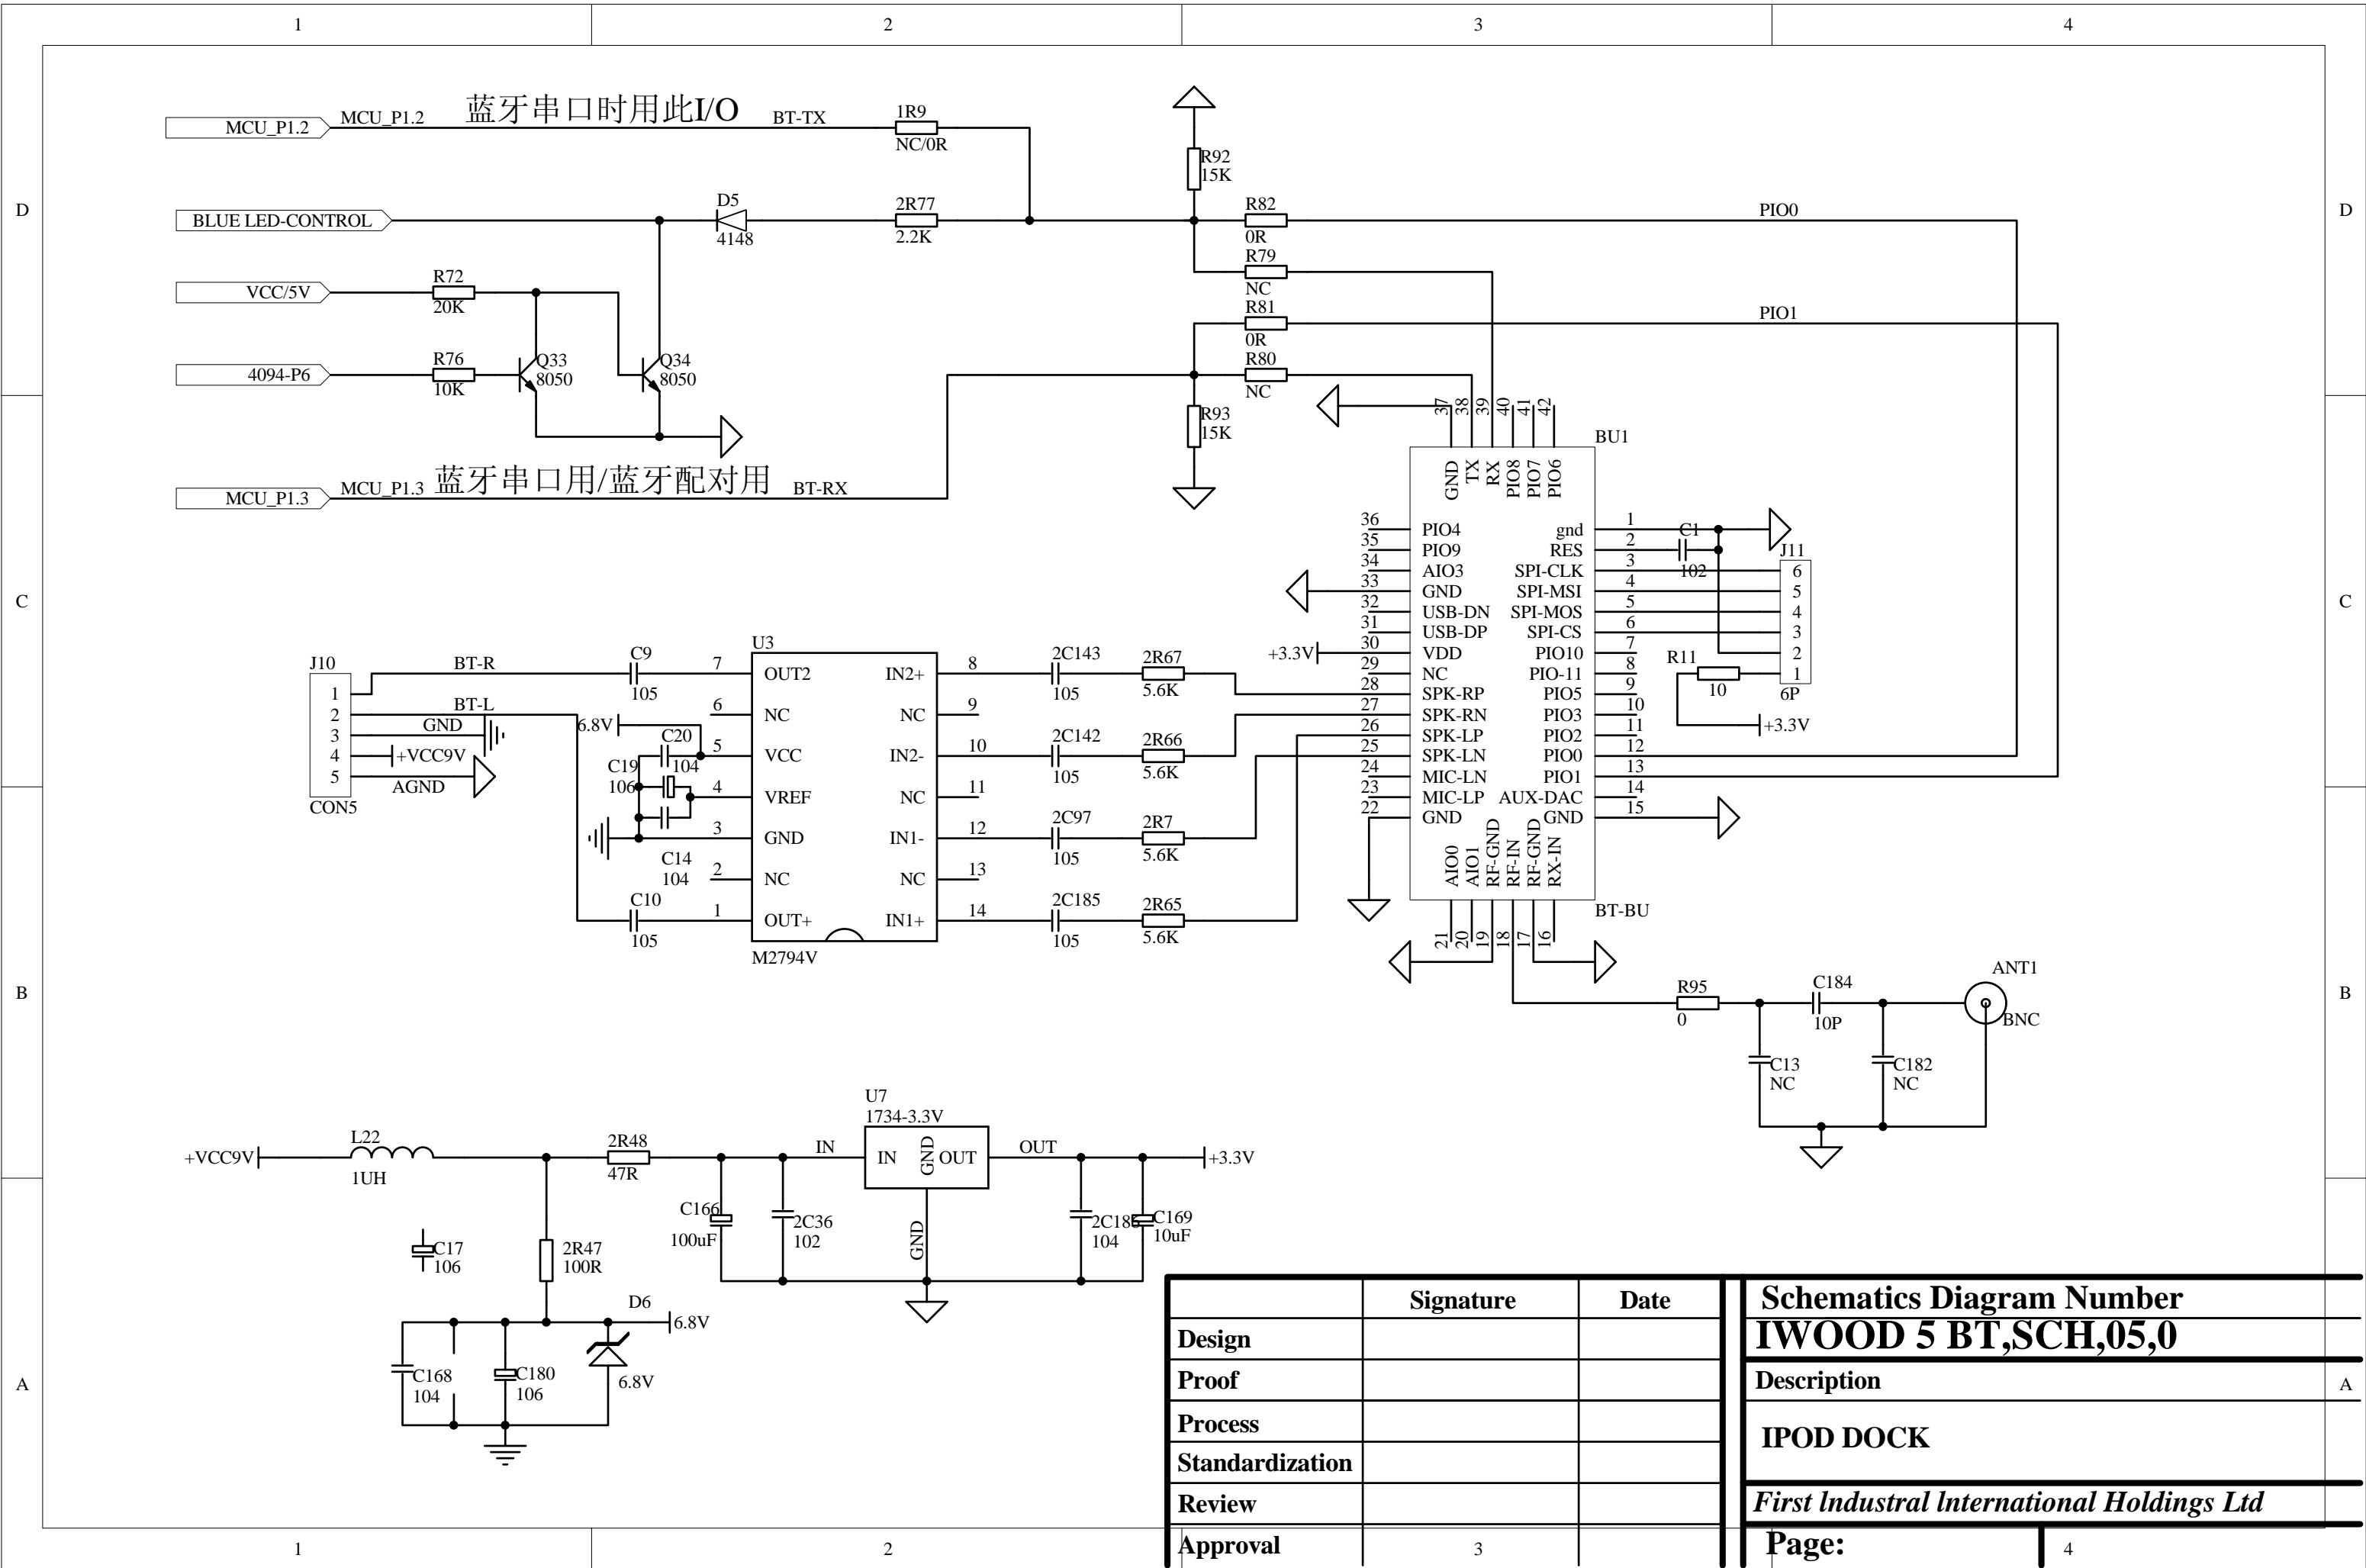 1 2 3 4
D
C
B
A
D
C
B
A
MCU_P1.2 MCU_P1.2 蓝牙串口时用此I/O BT-TX
1R9
NC/0R
BLUE LED-CONTROL
D5
4148
2R77
2.2K
R92
15K
R82
0R
PIO0
R79
NC
R81
0R
PIO1
R80
NC
R93
15K
VCC/5V
R72
20K
4094-P6
R76
10K
Q33
8050
Q34
8050
MCU_P1.3 MCU_P1.3 蓝牙串口用/蓝牙配对用 BT-RX
BU1
37 38 39 40 41 42
GND TX RX PIO8 PIO7 PIO6
36 PIO4
35 PIO9
34 AIO3
33 GND
32 USB-DN
31 USB-DP
+3.3V 30 VDD
29 NC
28 SPK-RP
27 SPK-RN
26 SPK-LP
25 SPK-LN
24 MIC-LN
23 MIC-LP
22 GND
gnd 1
RES 2
SPI-CLK 3
SPI-MSI 4
SPI-MOS 5
SPI-CS 6
PIO10 7
PIO-11 8
PIO5 9
PIO3 10
PIO2 11
PIO0 12
PIO1 13
AUX-DAC 14
GND 15
AIO0 AIO1 RF-GND RF-IN RF-GND RX-IN
21 20 19 18 17 16
BT-BU
C1
102
J11
6
5
4
3
2
1
6P
R11
10
+3.3V
J10
1
2
3
4
5
CON5
BT-R
BT-L
GND
+VCC9V
AGND
C9
105
6.8V
C20
104
C19
106
C14
104
C10
105
U3
7 OUT2 IN2+ 8
6 NC NC 9
5 VCC IN2- 10
4 VREF NC 11
3 GND IN1- 12
2 NC NC 13
1 OUT+ IN1+ 14
M2794V
2C143
105
2R67
5.6K
2C142
105
2R66
5.6K
2C97
105
2R7
5.6K
2C185
105
2R65
5.6K
R95
0
C184
10P
ANT1
BNC
C13
NC
C182
NC
+VCC9V
L22
1UH
2R48
47R
IN
U7
1734-3.3V
IN GND OUT
OUT
+3.3V
GND
C166
100uF
2C36
102
104
C169
10uF
C17
106
2R47
100R
D6
6.8V
6.8V
C168
104
C180
106
Signature Date
Design
Proof
Process
Standardization
Review
Approval
Schematics Diagram Number
IWOOD 5 BT,SCH,05,0
Description
IPOD DOCK
First lndustral lnternational Holdings Ltd
Page:
1 2 3 4